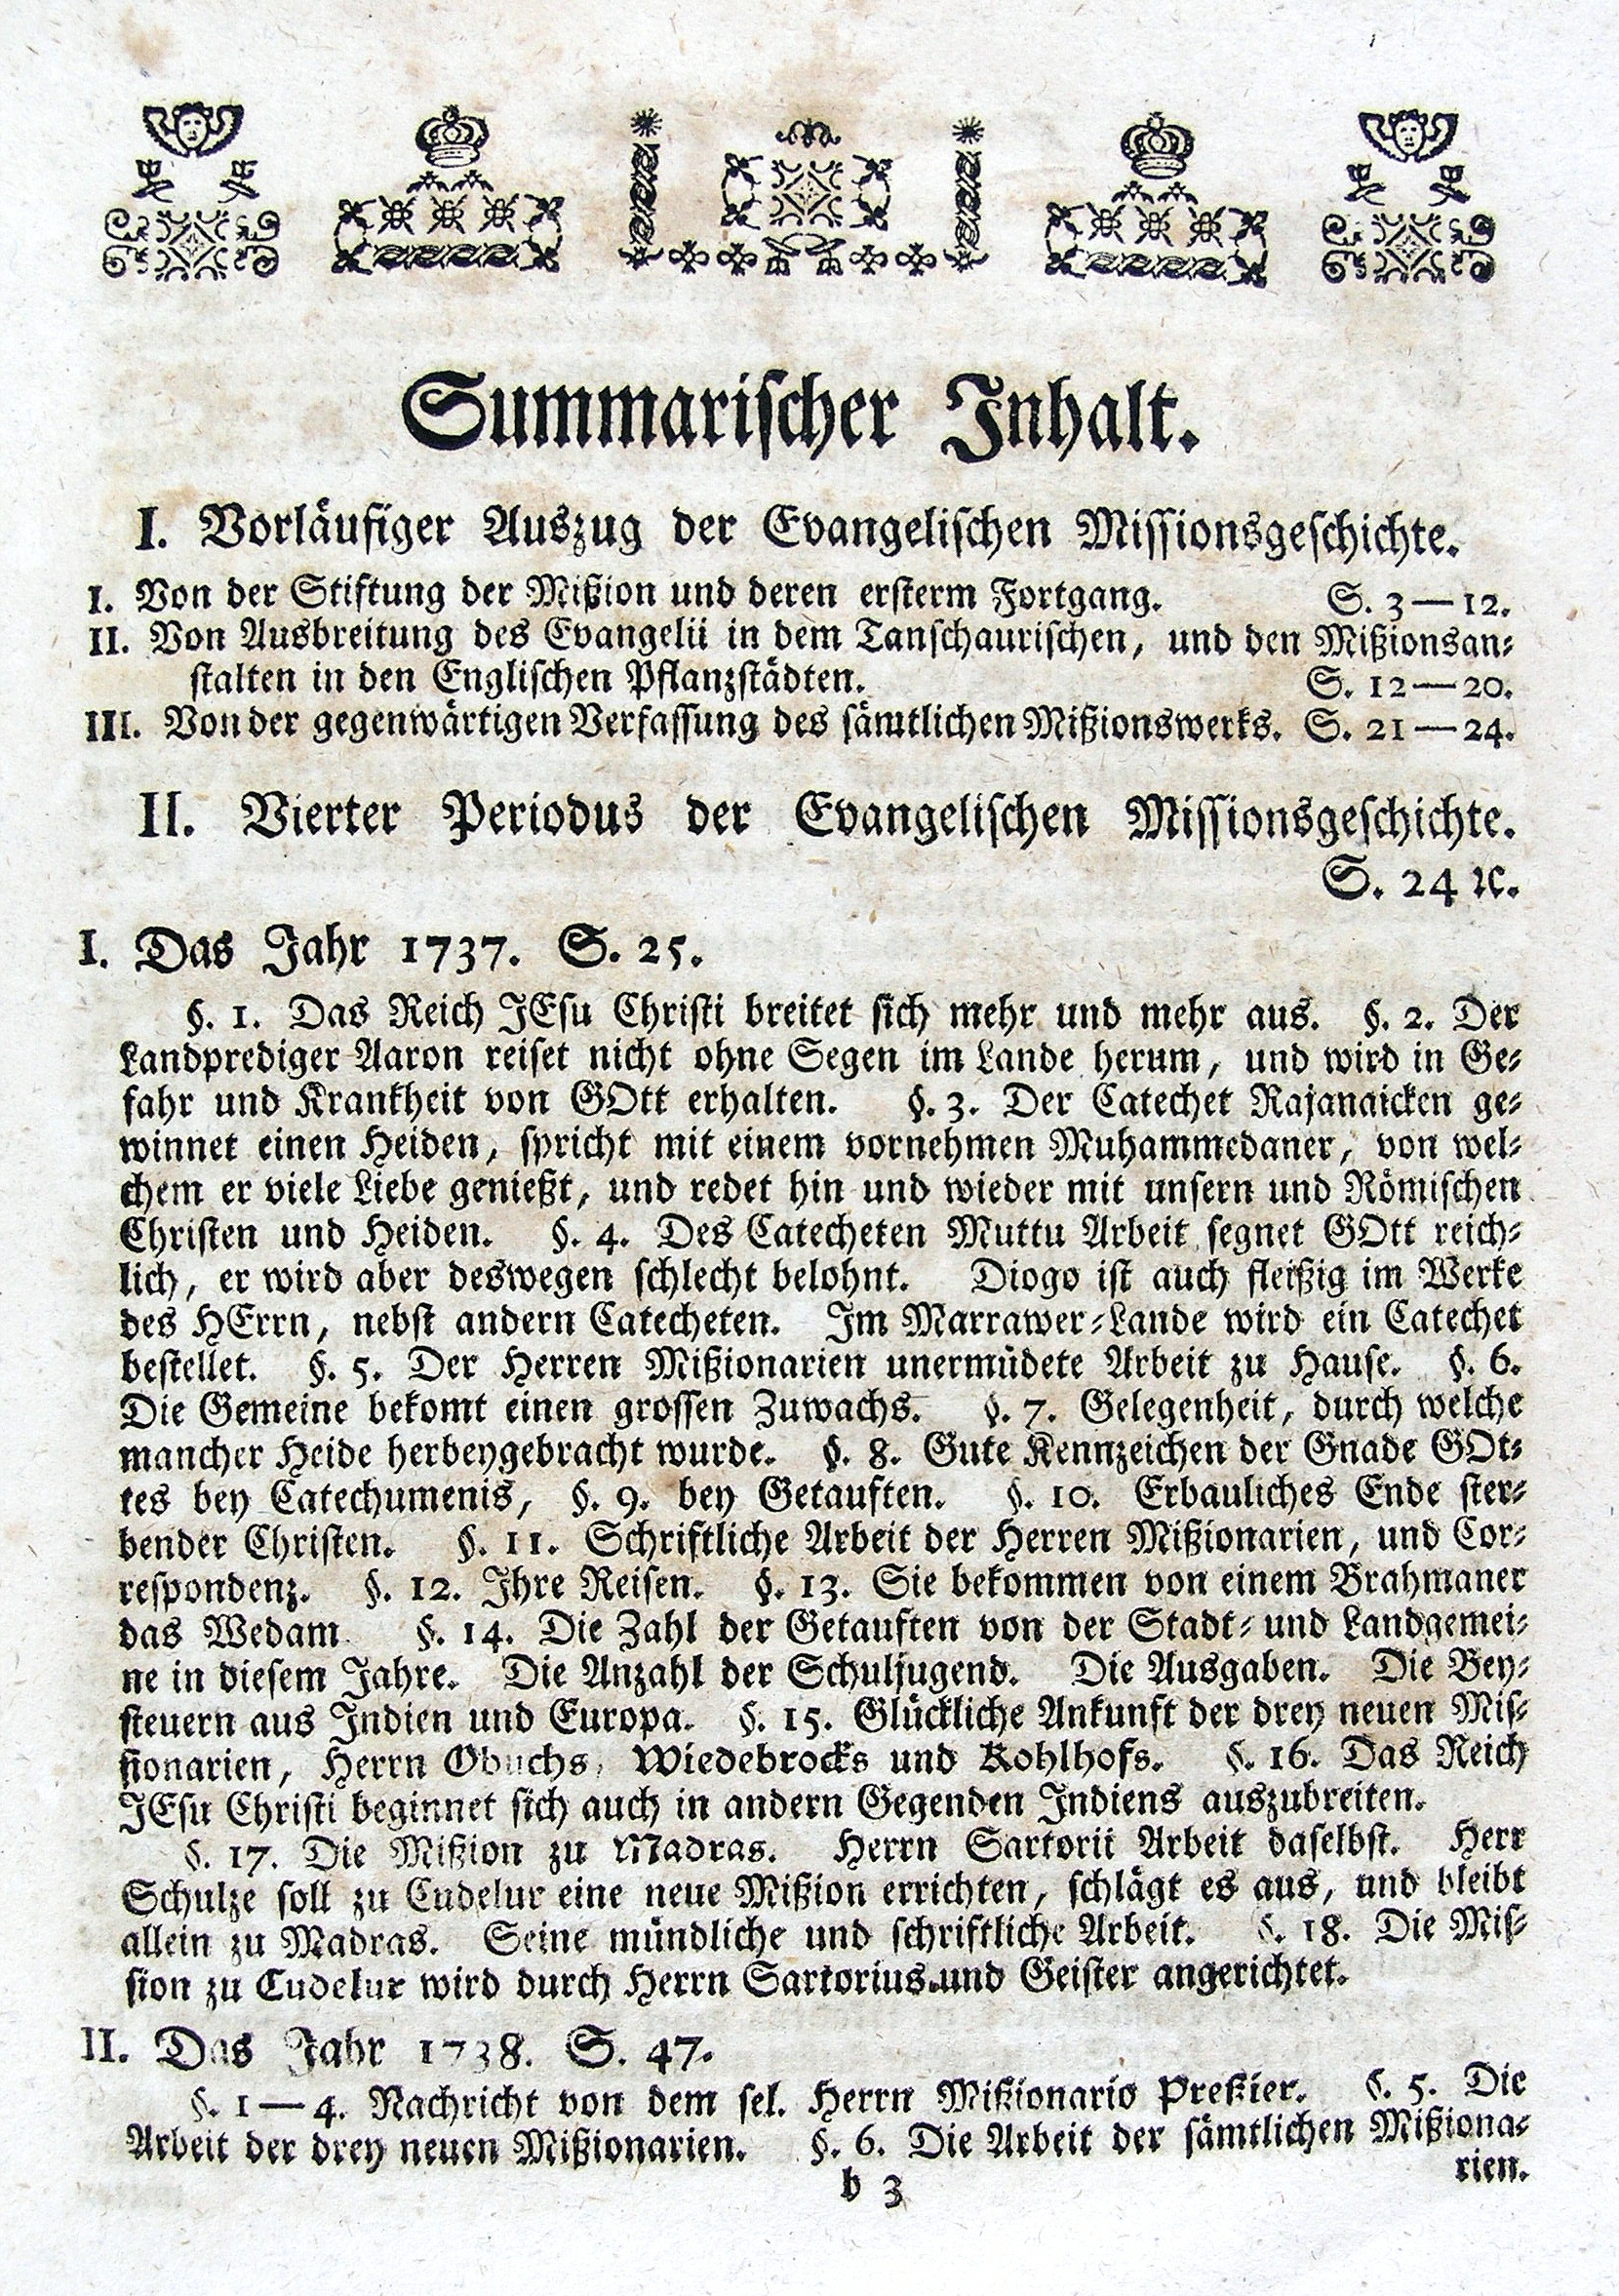 Summarischer Inhalt.
I. Vorläufiger Auszug der Evangelischen Missionsgeschichte.
I. Von der Stiftung der Mißion und deren ersterm Fortgang. S. 3—12.
II. Von Ausbreitung des Evangelii in dem Tanschaurischen, und den Mißionsan-
stalten in den Englischen Pflanzstädten. S. 12—20.
III. Von der gegenwärtigen Verfassung des sämtlichen Mißionswerks. S. 21—24.
II. Vierter Periodus der Evangelischen Missionsgeschichte.
S. 24 ꝛc.
I. Das Jahr 1737. S. 25.
§. 1. Das Reich JEsu Christi breitet sich mehr und mehr aus. §. 2. Der
Landprediger Aaron reiset nicht ohne Segen im Lande herum, und wird in Ge-
fahr und Krankheit von GOtt erhalten. §. 3. Der Catechet Rajanaicken ge-
winnet einen Heiden, spricht mit einem vornehmen Muhammedaner, von wel-
chem er viele Liebe genießt, und redet hin und wieder mit unsern und Römischen
Christen und Heiden. §. 4. Des Catecheten Muttu Arbeit segnet GOtt reich-
lich, er wird aber deswegen schlecht belohnt. Diogo ist auch fleißig im Werke
des HErrn, nebst andern Catecheten. Im Marrawer-Lande wird ein Catechet
bestellet. §. 5. Der Herren Mißionarien unermüdete Arbeit zu Hause. §. 6.
Die Gemeine bekomt einen grossen Zuwachs. §. 7. Gelegenheit, durch welche
mancher Heide herbeygebracht wurde. §. 8. Gute Kennzeichen der Gnade GOt-
tes bey Catechumenis, §. 9. bey Getauften. §. 10. Erbauliches Ende ster-
bender Christen. §. 11. Schriftliche Arbeit der Herren Mißionarien, und Cor-
respondenz. §. 12. Ihre Reisen. §. 13. Sie bekommen von einem Brahmaner
das Wedam §. 14. Die Zahl der Getauften von der Stadt- und Landgemei-
ne in diesem Jahre. Die Anzahl der Schuljugend. Die Ausgaben. Die Bey-
steuern aus Indien und Europa. §. 15. Glückliche Ankunft der drey neuen Mis-
sionarien, Herrn Obuchs, Wiedebrocks und Kohlhofs. §. 16. Das Reich
JEsu Christi beginnet sich auch in andern Gegenden Indiens auszubreiten.
§. 17. Die Mißion zu Madras. Herrn Sartorii Arbeit daselbst. Herr
Schulze soll zu Cudelur eine neue Mißion errichten, schlägt es aus, und bleibt
allein zu Madras. Seine mündliche und schriftliche Arbeit. §. 18. Die Mis-
sion zu Cudelur wird durch Herrn Sartorius und Geister angerichtet.
II. Das Jahr 1738. S. 47.
§. 1—4. Nachricht von dem sel. Herrn Mißionario Preßier. §. 5. Die
Arbeit der drey neuen Mißionarien. §. 6. Die Arbeit der sämtlichen Mißiona-
rien.
b 3